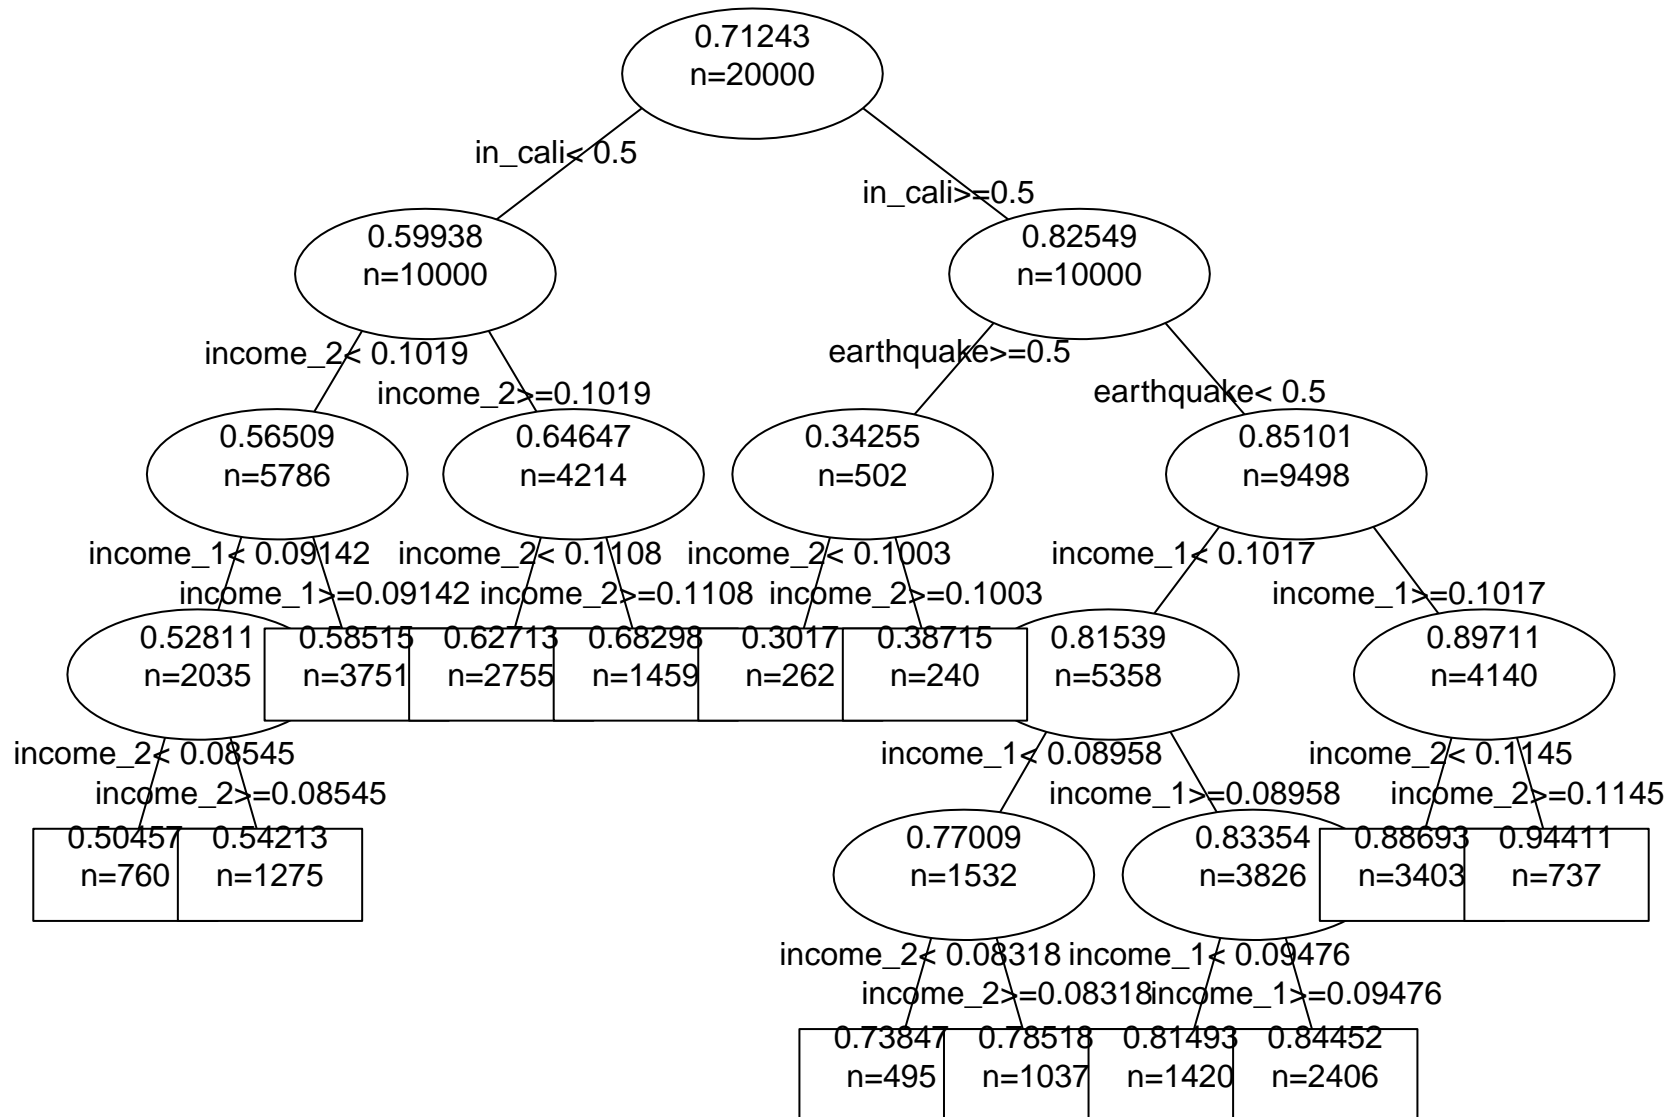 0.71243
n=20000
in_cali< 0.5
in_cali>=0.5
0.59938
n=10000
0.82549
n=10000
income_2< 0.1019
income_2>=0.1019
earthquake>=0.5
earthquake< 0.5
0.56509
n=5786
0.64647
n=4214
0.34255
n=502
0.85101
n=9498
income_1< 0.09142
income_1>=0.09142
income_2< 0.1108
income_2>=0.1108
income_2< 0.1003
income_2>=0.1003
income_1< 0.1017
income_1>=0.1017
0.52811
n=2035
0.58515
n=3751
0.62713
n=2755
0.68298
n=1459
0.3017
n=262
0.38715
n=240
0.81539
n=5358
0.89711
n=4140
income_2< 0.08545
income_2>=0.08545
income_1< 0.08958
income_1>=0.08958
income_2< 0.1145
income_2>=0.1145
0.50457
n=760
0.54213
n=1275
0.77009
n=1532
0.83354
n=3826
0.88693
n=3403
0.94411
n=737
income_2< 0.08318
income_2>=0.08318
income_1< 0.09476
income_1>=0.09476
0.73847
n=495
0.78518
n=1037
0.81493
n=1420
0.84452
n=2406